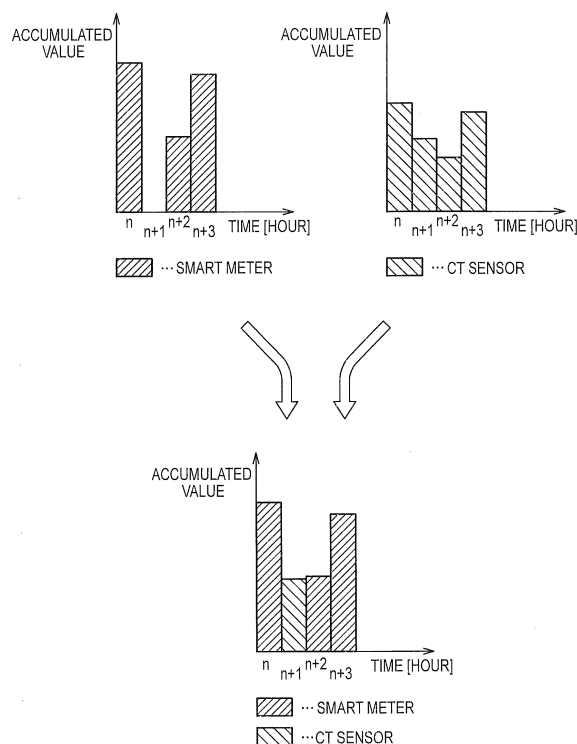 ACCUMULATED
VALUE
n
n+1
n+2
n+3
TIME [HOUR]
···SMART METER
ACCUMULATED
VALUE
n
n+1
n+2
n+3
TIME [HOUR]
···CT SENSOR
ACCUMULATED
VALUE
n
n+1
n+2
n+3
TIME [HOUR]
···SMART METER
···CT SENSOR